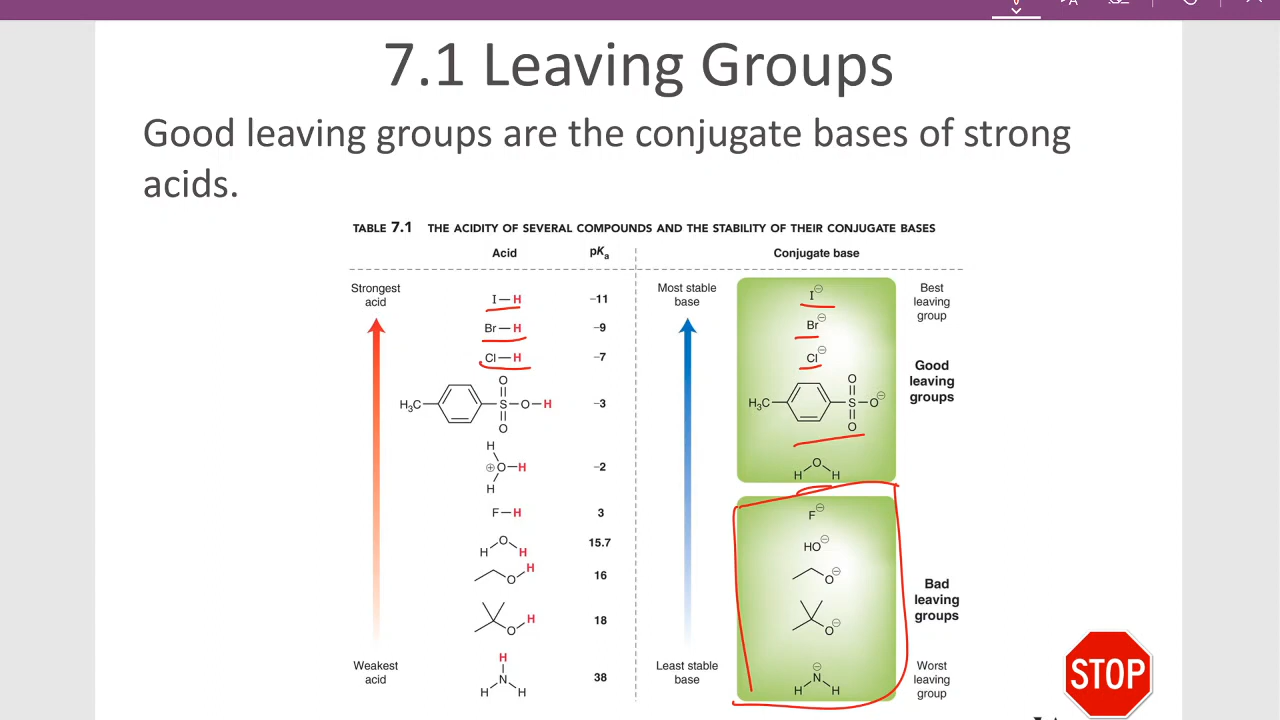 7.1 Leaving Groups
Good leaving groups are the conjugate bases of strong
acids.
TABLE 7.1 THE ACIDITY OF SEVERAL COMPOUNDS AND THE STABILITY OF THEIR CONJUGATE BASES
Acid pKa Conjugate base
Strongest
acid
Most stable
base
Best
leaving
group
I—H −11 I⊖
Br—H −9 Br⊖
Cl—H −7 Cl⊖
Good
leaving
groups
H3C S O O O—H −3 H3C S O O O⊖
H ⊕O—H H −2 H O H
F—H 3 F⊖
H O H 15.7 HO⊖
O H 16 O⊖
Bad
leaving
groups
O H 18 O⊖
Weakest
acid
Least stable
base
Worst
leaving
group
H N H H 38 H N⊖ H
STOP